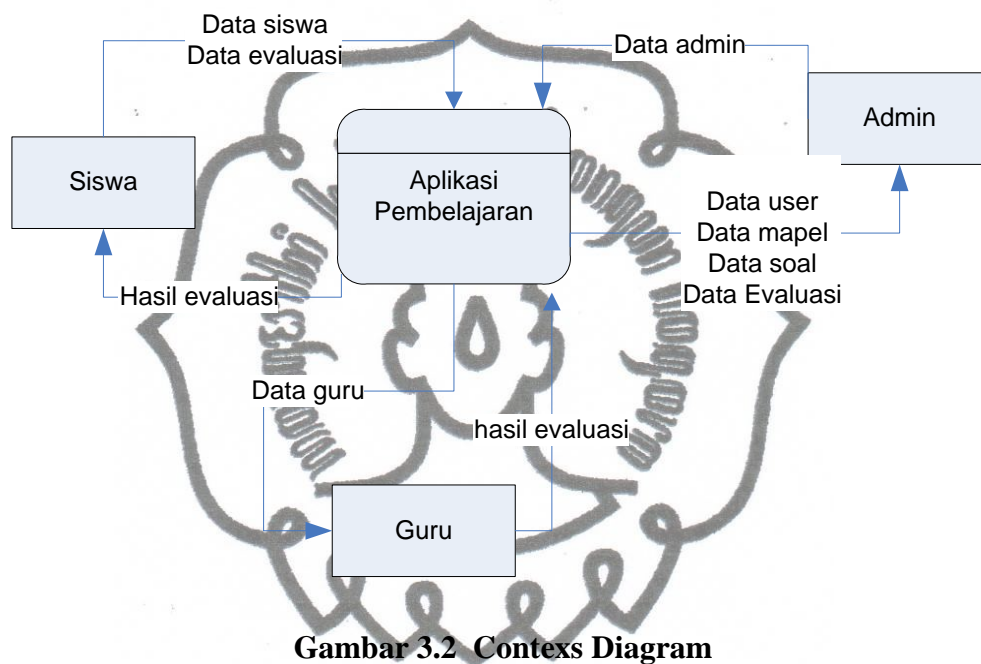 Data siswa
Data evaluasi
Data admin
Admin
Siswa
Aplikasi
Pembelajaran
Data user
Data mapel
Data soal
Data Evaluasi
Hasil evaluasi
Data guru
hasil evaluasi
Guru
Gambar 3.2 Contexs Diagram